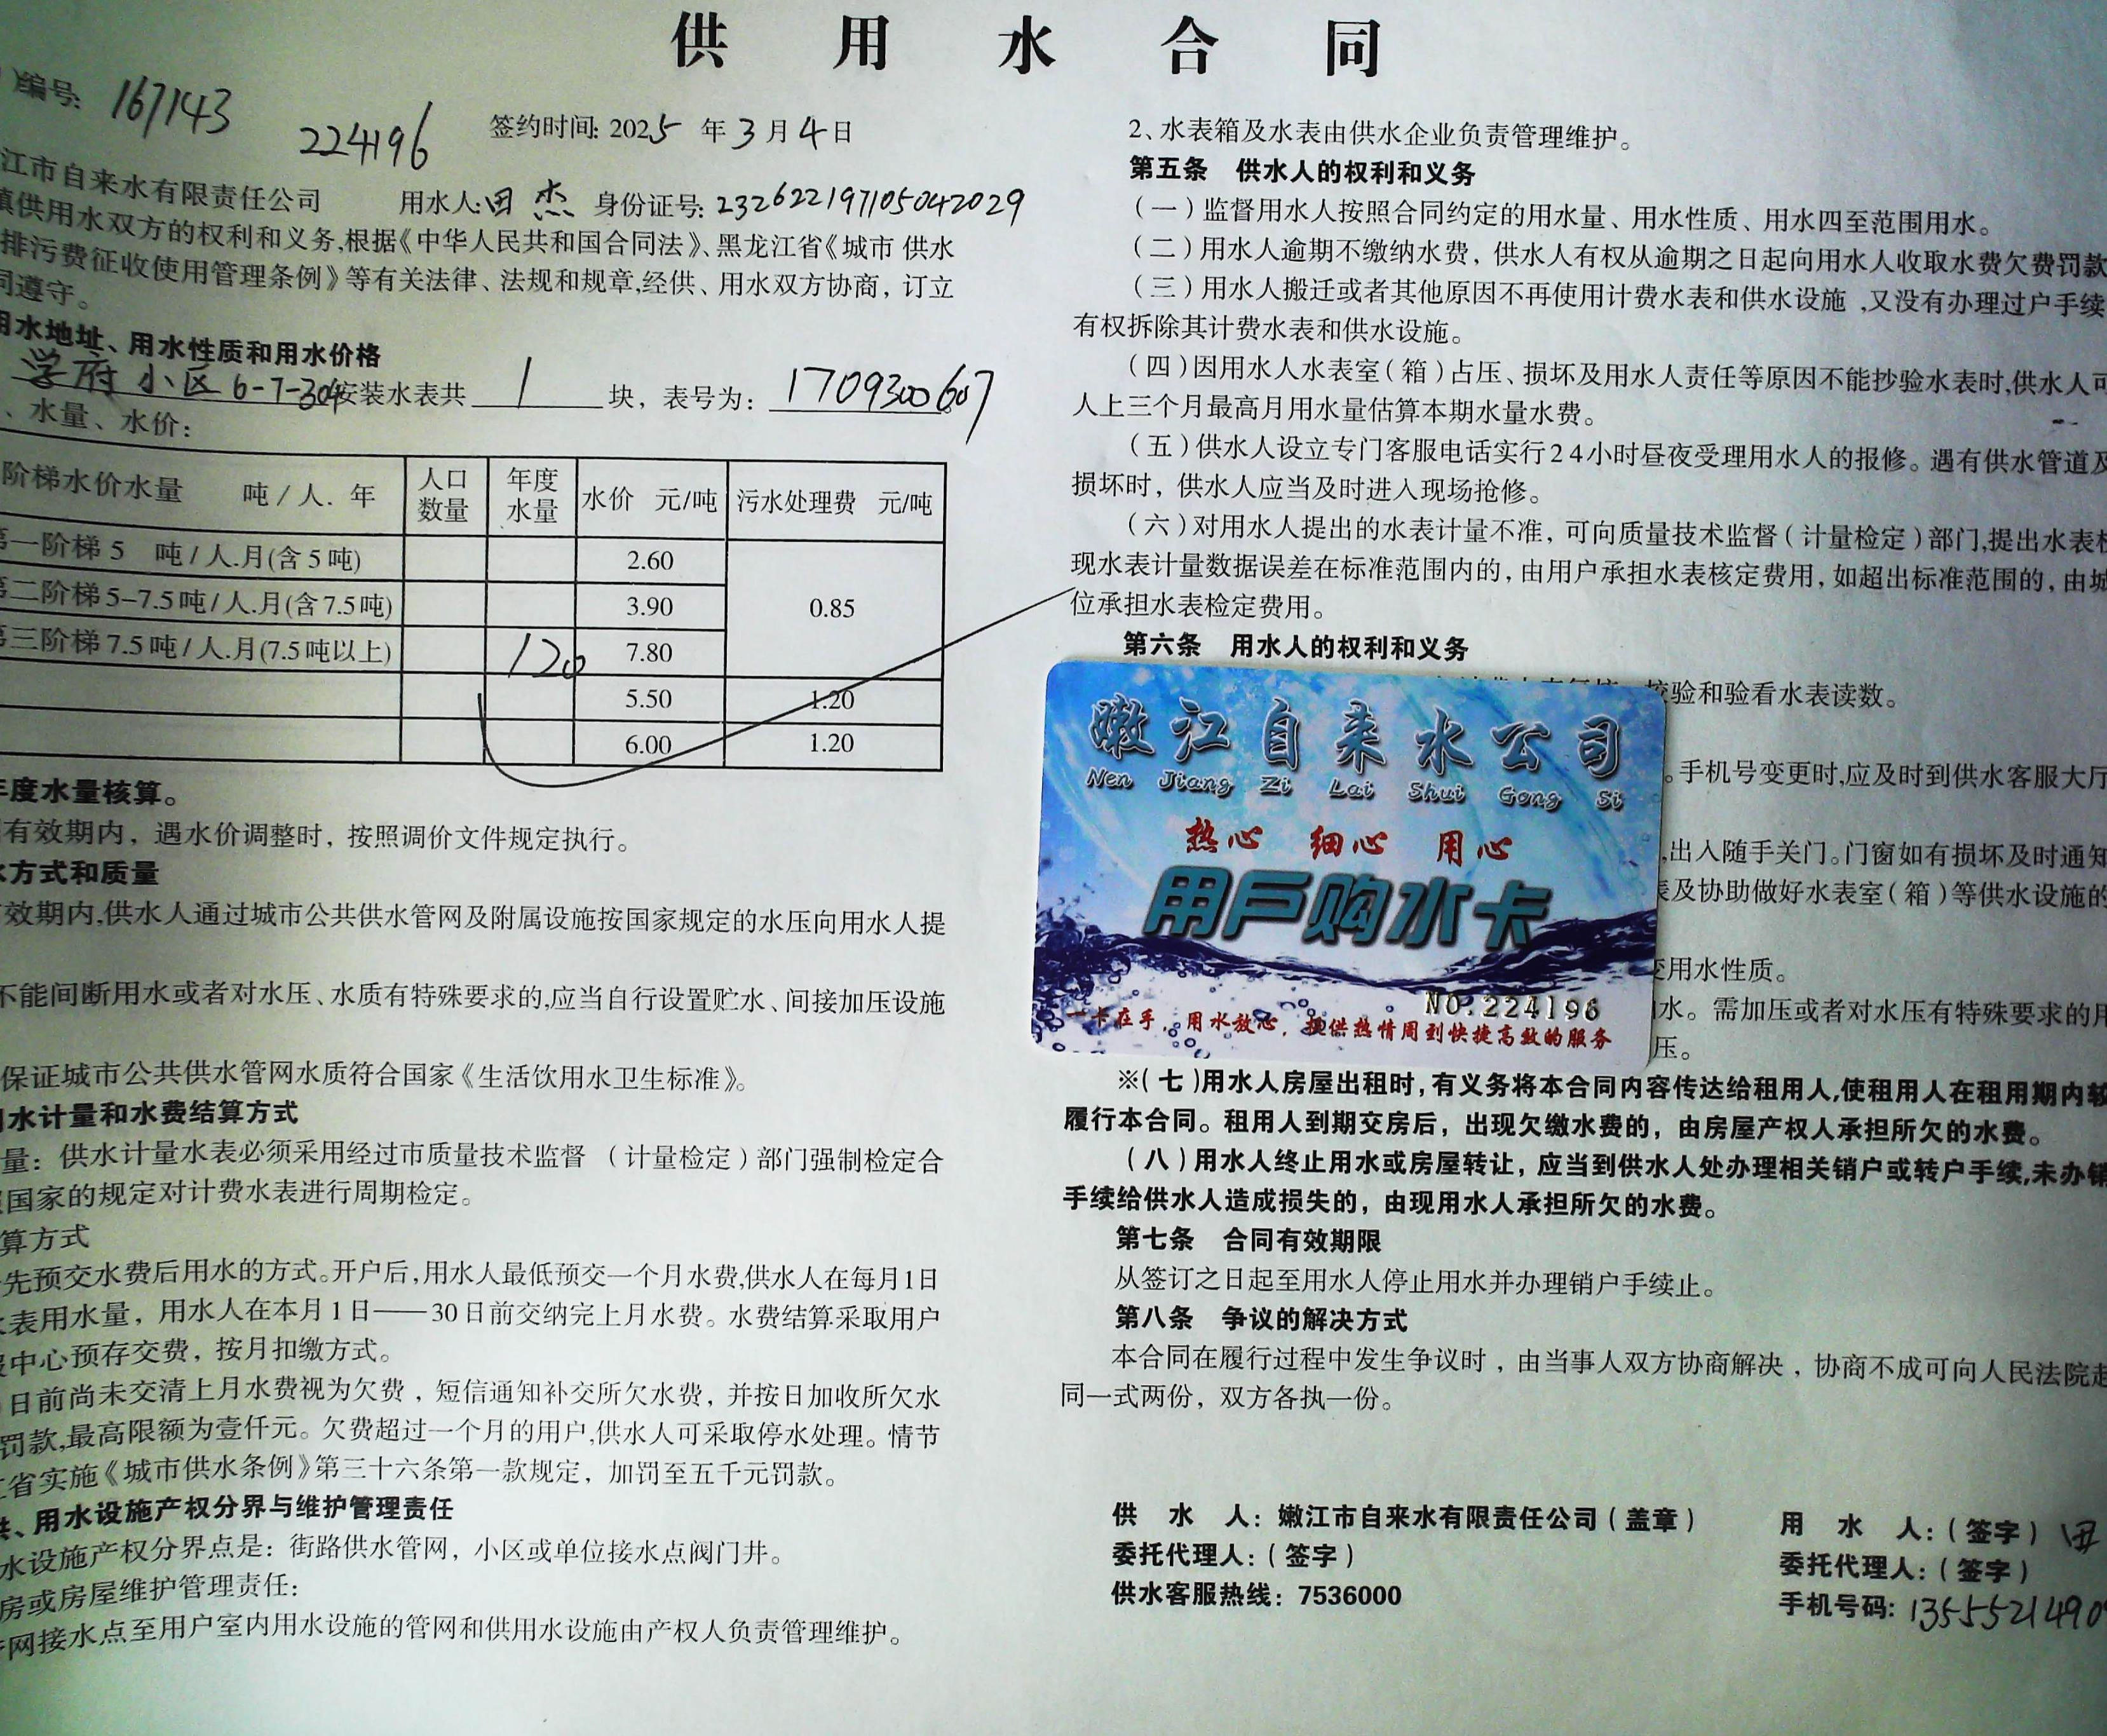 供用水合同
编号: 167143
224196
签约时间: 2025年3月4日
江市自来水有限责任公司 用水人: 田杰 身份证号: 232622197105042029
供用水双方的权利和义务,根据《中华人民共和国合同法》、黑龙江省《城市 供水
排污费征收使用管理条例》等有关法律、法规和规章,经供、用水双方协商，订立
同遵守。
用水地址、用水性质和用水价格
学府小区6-7-304安装水表共 1 块，表号为: 1709300607
、水量、水价:
阶梯水价水量 吨/人. 年 人口数量 年度水量 水价 元/吨 污水处理费 元/吨
第一阶梯 5 吨/人.月(含5吨) 2.60 0.85
第二阶梯 5-7.5吨/人.月(含7.5吨) 3.90
第三阶梯 7.5吨/人.月(7.5吨以上) 120 7.80
5.50 1.20
6.00 1.20
年度水量核算。
有效期内，遇水价调整时，按照调价文件规定执行。
水方式和质量
有效期内,供水人通过城市公共供水管网及附属设施按国家规定的水压向用水人提
不能间断用水或者对水压、水质有特殊要求的,应当自行设置贮水、间接加压设施
保证城市公共供水管网水质符合国家《生活饮用水卫生标准》。
用水计量和水费结算方式
量：供水计量水表必须采用经过市质量技术监督 （计量检定）部门强制检定合
国家的规定对计费水表进行周期检定。
算方式
先预交水费后用水的方式。开户后,用水人最低预交一个月水费,供水人在每月1日
水表用水量，用水人在本月1日——30日前交纳完上月水费。水费结算采取用户
服中心预存交费，按月扣缴方式。
日前尚未交清上月水费视为欠费，短信通知补交所欠水费，并按日加收所欠水
罚款,最高限额为壹仟元。欠费超过一个月的用户,供水人可采取停水处理。情节
省实施《城市供水条例》第三十六条第一款规定，加罚至五千元罚款。
供、用水设施产权分界与维护管理责任
水设施产权分界点是：街路供水管网，小区或单位接水点阀门井。
房或房屋维护管理责任:
网接水点至用户室内用水设施的管网和供用水设施由产权人负责管理维护。
2、水表箱及水表由供水企业负责管理维护。
第五条 供水人的权利和义务
（一）监督用水人按照合同约定的用水量、用水性质、用水四至范围用水。
（二）用水人逾期不缴纳水费，供水人有权从逾期之日起向用水人收取水费欠费罚款
（三）用水人搬迁或者其他原因不再使用计费水表和供水设施,又没有办理过户手续
有权拆除其计费水表和供水设施。
（四）因用水人水表室（箱）占压、损坏及用水人责任等原因不能抄验水表时,供水人可
人上三个月最高月用水量估算本期水量水费。
（五）供水人设立专门客服电话实行24小时昼夜受理用水人的报修。遇有供水管道及
损坏时，供水人应当及时进入现场抢修。
（六）对用水人提出的水表计量不准，可向质量技术监督（计量检定）部门,提出水表检
现水表计量数据误差在标准范围内的，由用户承担水表核定费用，如超出标准范围的，由城
位承担水表检定费用。
第六条 用水人的权利和义务
校验和验看水表读数。
。手机号变更时,应及时到供水客服大厅
,出入随手关门。门窗如有损坏及时通知
表及协助做好水表室（箱）等供水设施的
变用水性质。
水。需加压或者对水压有特殊要求的用
压。
嫩江自来水公司
Nen Jiang Zi Lai Shui Gong Si
热心 细心 用心
用户购水卡
NO.224196
一卡在手，用水放心，提供热情周到快捷高效的服务
※（七）用水人房屋出租时，有义务将本合同内容传达给租用人,使租用人在租用期内较
履行本合同。租用人到期交房后，出现欠缴水费的，由房屋产权人承担所欠的水费。
（八）用水人终止用水或房屋转让，应当到供水人处办理相关销户或转户手续,未办销
手续给供水人造成损失的，由现用水人承担所欠的水费。
第七条 合同有效期限
从签订之日起至用水人停止用水并办理销户手续止。
第八条 争议的解决方式
本合同在履行过程中发生争议时，由当事人双方协商解决，协商不成可向人民法院起
同一式两份，双方各执一份。
供 水 人：嫩江市自来水有限责任公司（盖章）
委托代理人:（签字）
供水客服热线：7536000
用 水 人:（签字）田
委托代理人:（签字）
手机号码: 1355521490